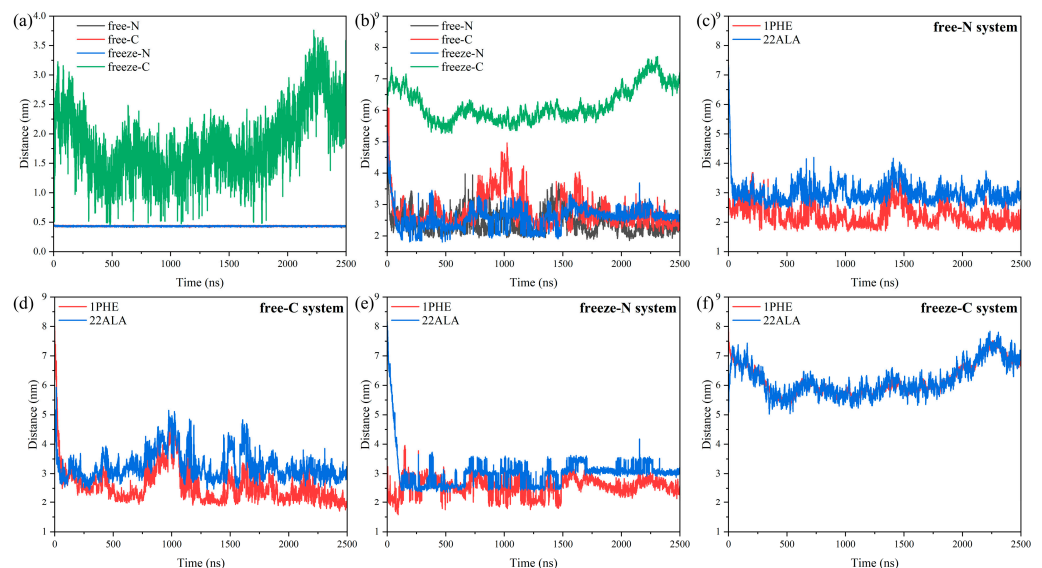 (a)
free-N
free-C
freeze-N
freeze-C
4.0
3.5
3.0
2.5
2.0
1.5
1.0
0.5
0.0
Distance (nm)
0 500 1000 1500 2000 2500
Time (ns)
(b)
free-N
free-C
freeze-N
freeze-C
9
8
7
6
5
4
3
2
Distance (nm)
0 500 1000 1500 2000 2500
Time (ns)
(c)
1PHE
22ALA
free-N system
9
8
7
6
5
4
3
2
1
Distance (nm)
0 500 1000 1500 2000 2500
Time (ns)
(d)
1PHE
22ALA
free-C system
9
8
7
6
5
4
3
2
1
Distance (nm)
0 500 1000 1500 2000 2500
Time (ns)
(e)
1PHE
22ALA
freeze-N system
9
8
7
6
5
4
3
2
1
Distance (nm)
0 500 1000 1500 2000 2500
Time (ns)
(f)
1PHE
22ALA
freeze-C system
9
8
7
6
5
4
3
2
1
Distance (nm)
0 500 1000 1500 2000 2500
Time (ns)